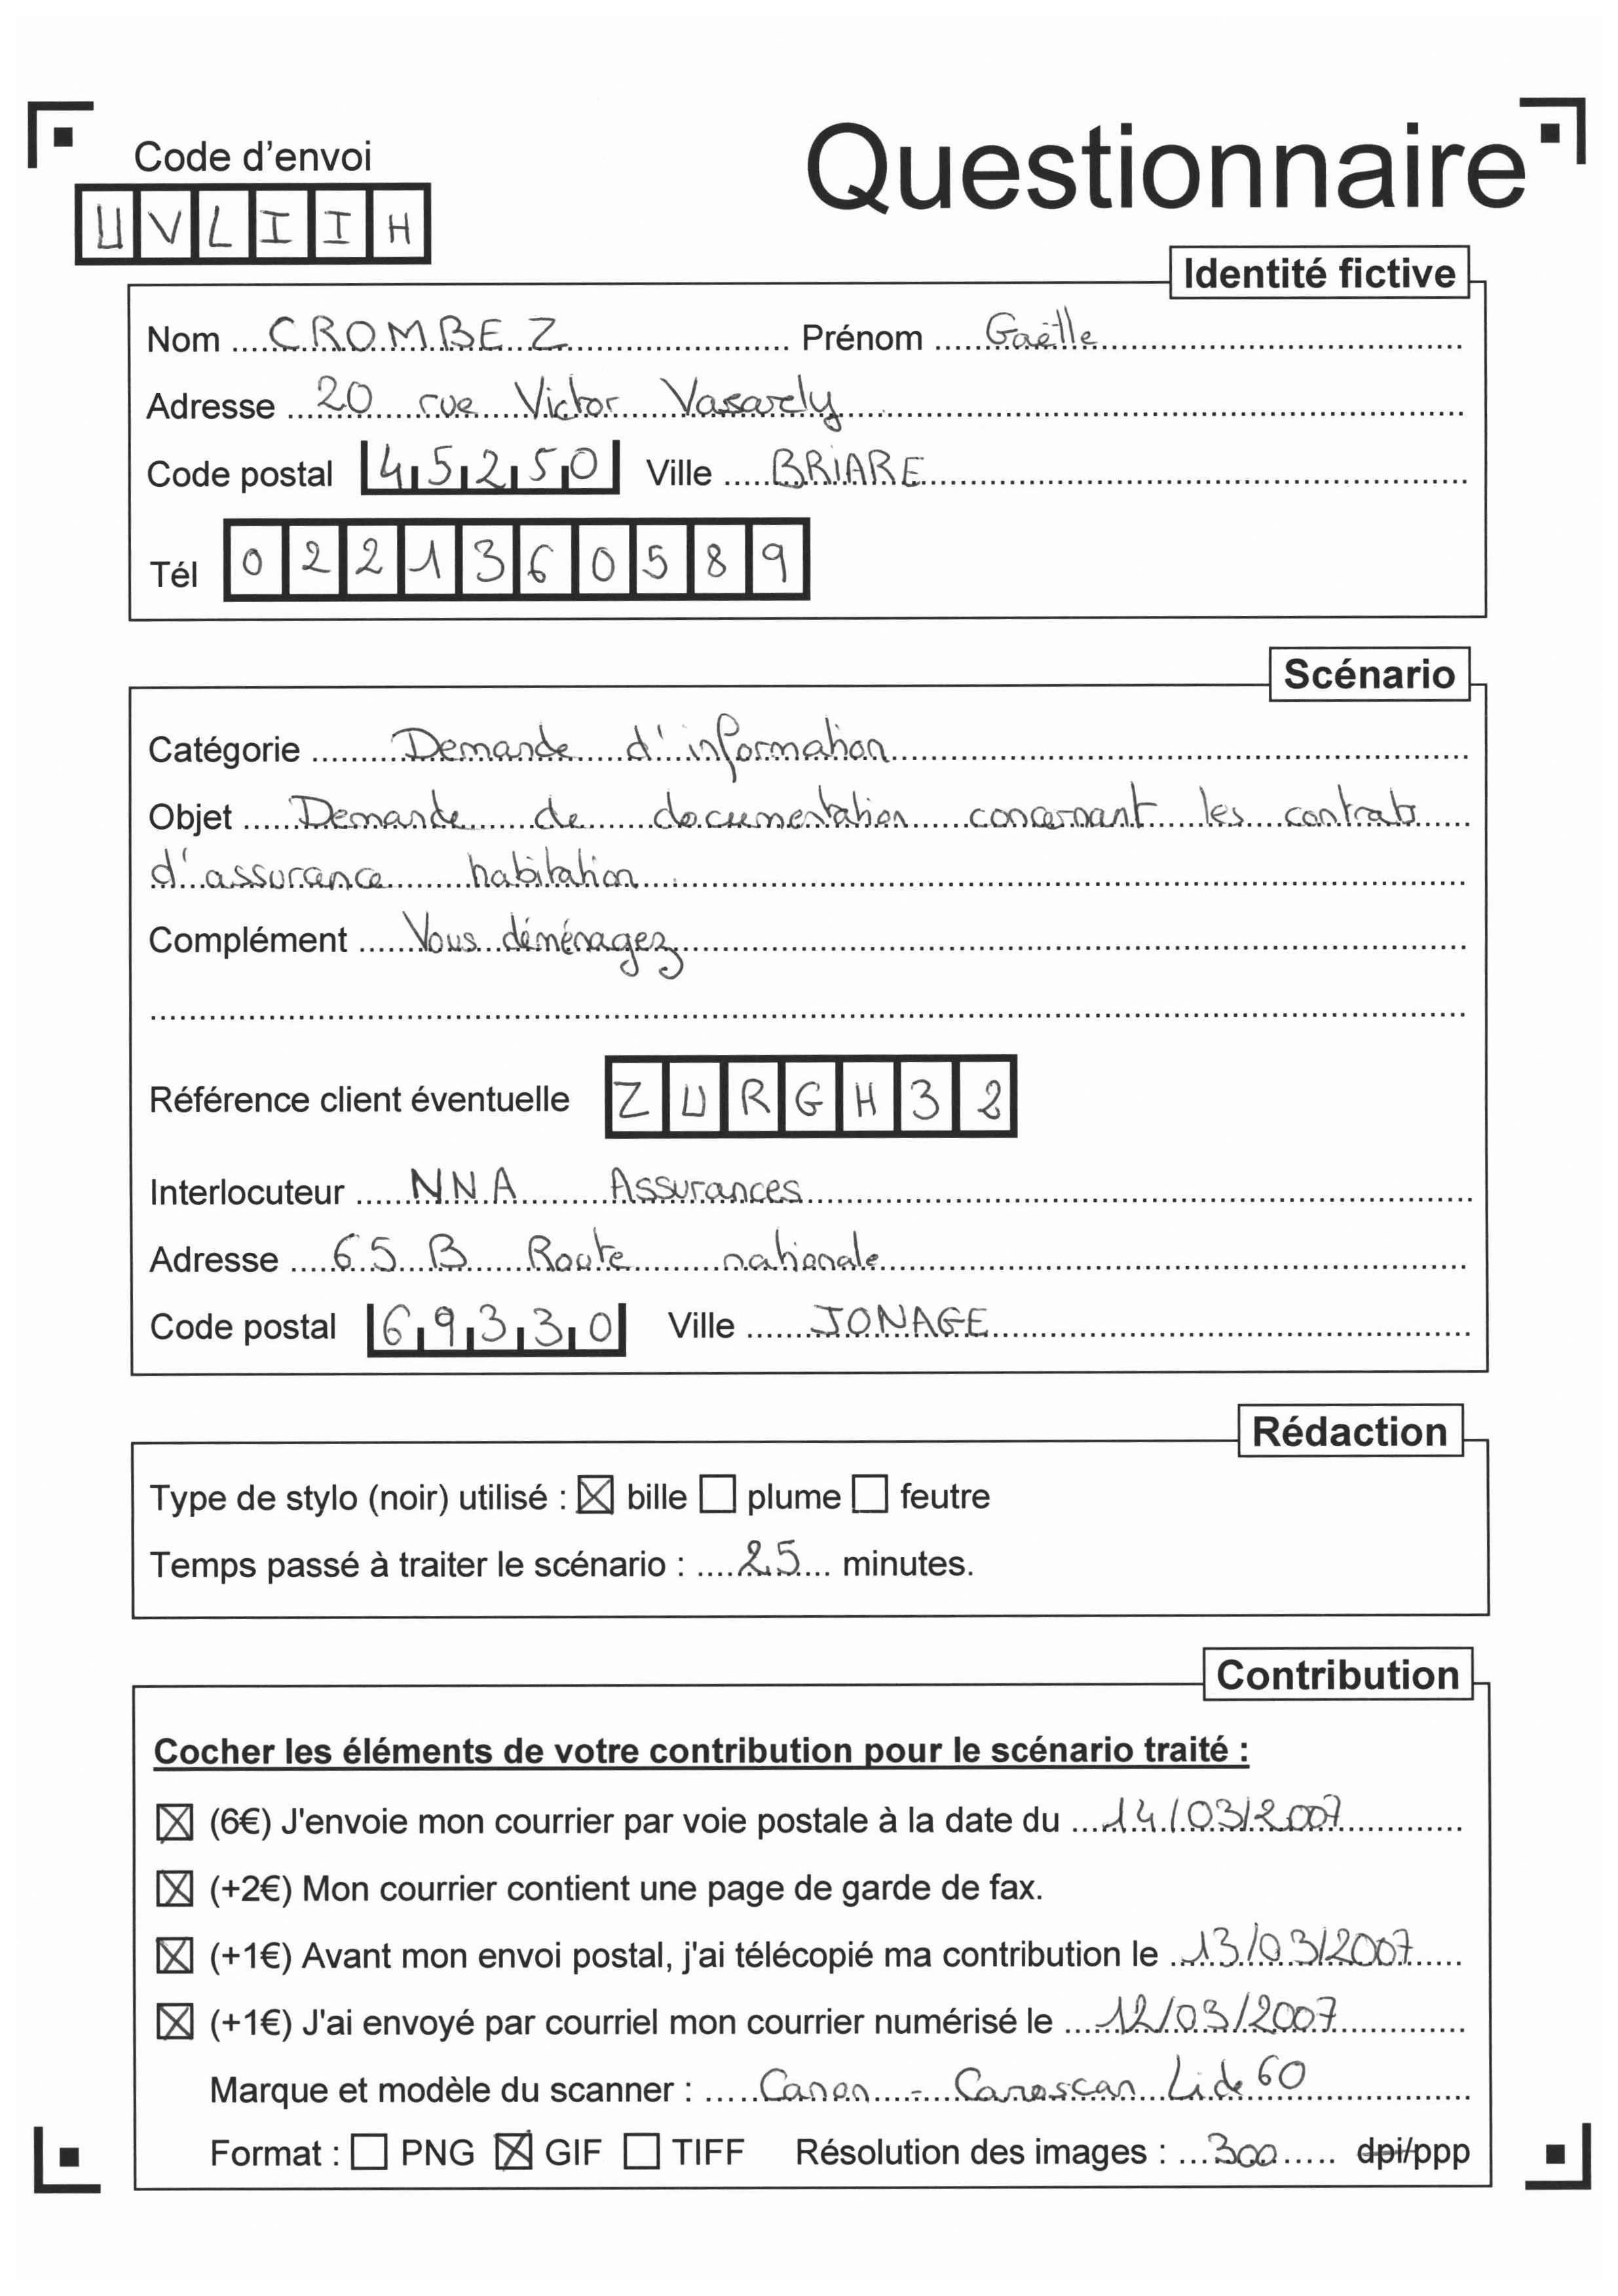 Code d'envoi
Questionnaire
UVLIIH
Identité fictive
Nom CROMBEZ Prénom Gaëlle
Adresse 20 rue Victor Vasarely
Code postal 45250 Ville BRIARE
Tél 0221360589
Scénario
Catégorie Demande d'information
Objet Demande de documentation concernant les contrats
d'assurance habitation
Complément Vous déménagez
Référence client éventuelle ZURGH32
Interlocuteur NNA Assurances
Adresse 65 B Route nationale
Code postal 69330 Ville JONAGE
Rédaction
Type de stylo (noir) utilisé : ☒ bille ☐ plume ☐ feutre
Temps passé à traiter le scénario : 25 minutes.
Contribution
Cocher les éléments de votre contribution pour le scénario traité :
☒ (6€) J'envoie mon courrier par voie postale à la date du 14/03/2007
☒ (+2€) Mon courrier contient une page de garde de fax.
☒ (+1€) Avant mon envoi postal, j'ai télécopié ma contribution le 13/03/2007
☒ (+1€) J'ai envoyé par courriel mon courrier numérisé le 12/03/2007
Marque et modèle du scanner : Canon - Canoscan Lide 60
Format : ☐ PNG ☒ GIF ☐ TIFF Résolution des images : 300 dpi/ppp